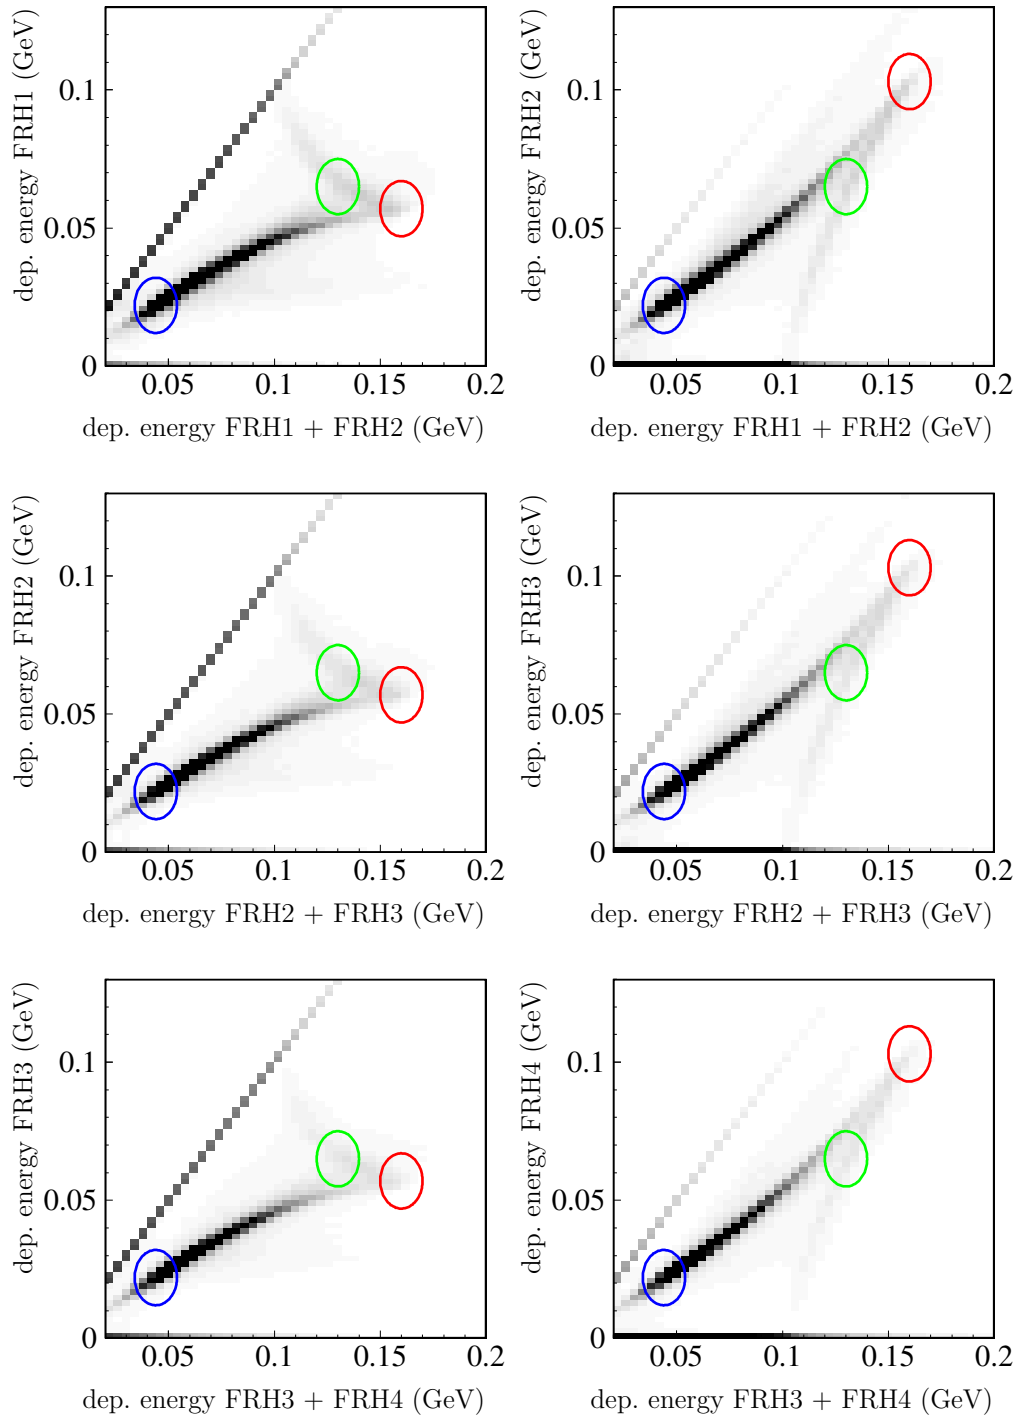 dep. energy FRH1 (GeV)
0.1
0.05
0
0.05 0.1 0.15 0.2
dep. energy FRH1 + FRH2 (GeV)
dep. energy FRH2 (GeV)
0.1
0.05
0
0.05 0.1 0.15 0.2
dep. energy FRH1 + FRH2 (GeV)
dep. energy FRH2 (GeV)
0.1
0.05
0
0.05 0.1 0.15 0.2
dep. energy FRH2 + FRH3 (GeV)
dep. energy FRH3 (GeV)
0.1
0.05
0
0.05 0.1 0.15 0.2
dep. energy FRH2 + FRH3 (GeV)
dep. energy FRH3 (GeV)
0.1
0.05
0
0.05 0.1 0.15 0.2
dep. energy FRH3 + FRH4 (GeV)
dep. energy FRH4 (GeV)
0.1
0.05
0
0.05 0.1 0.15 0.2
dep. energy FRH3 + FRH4 (GeV)